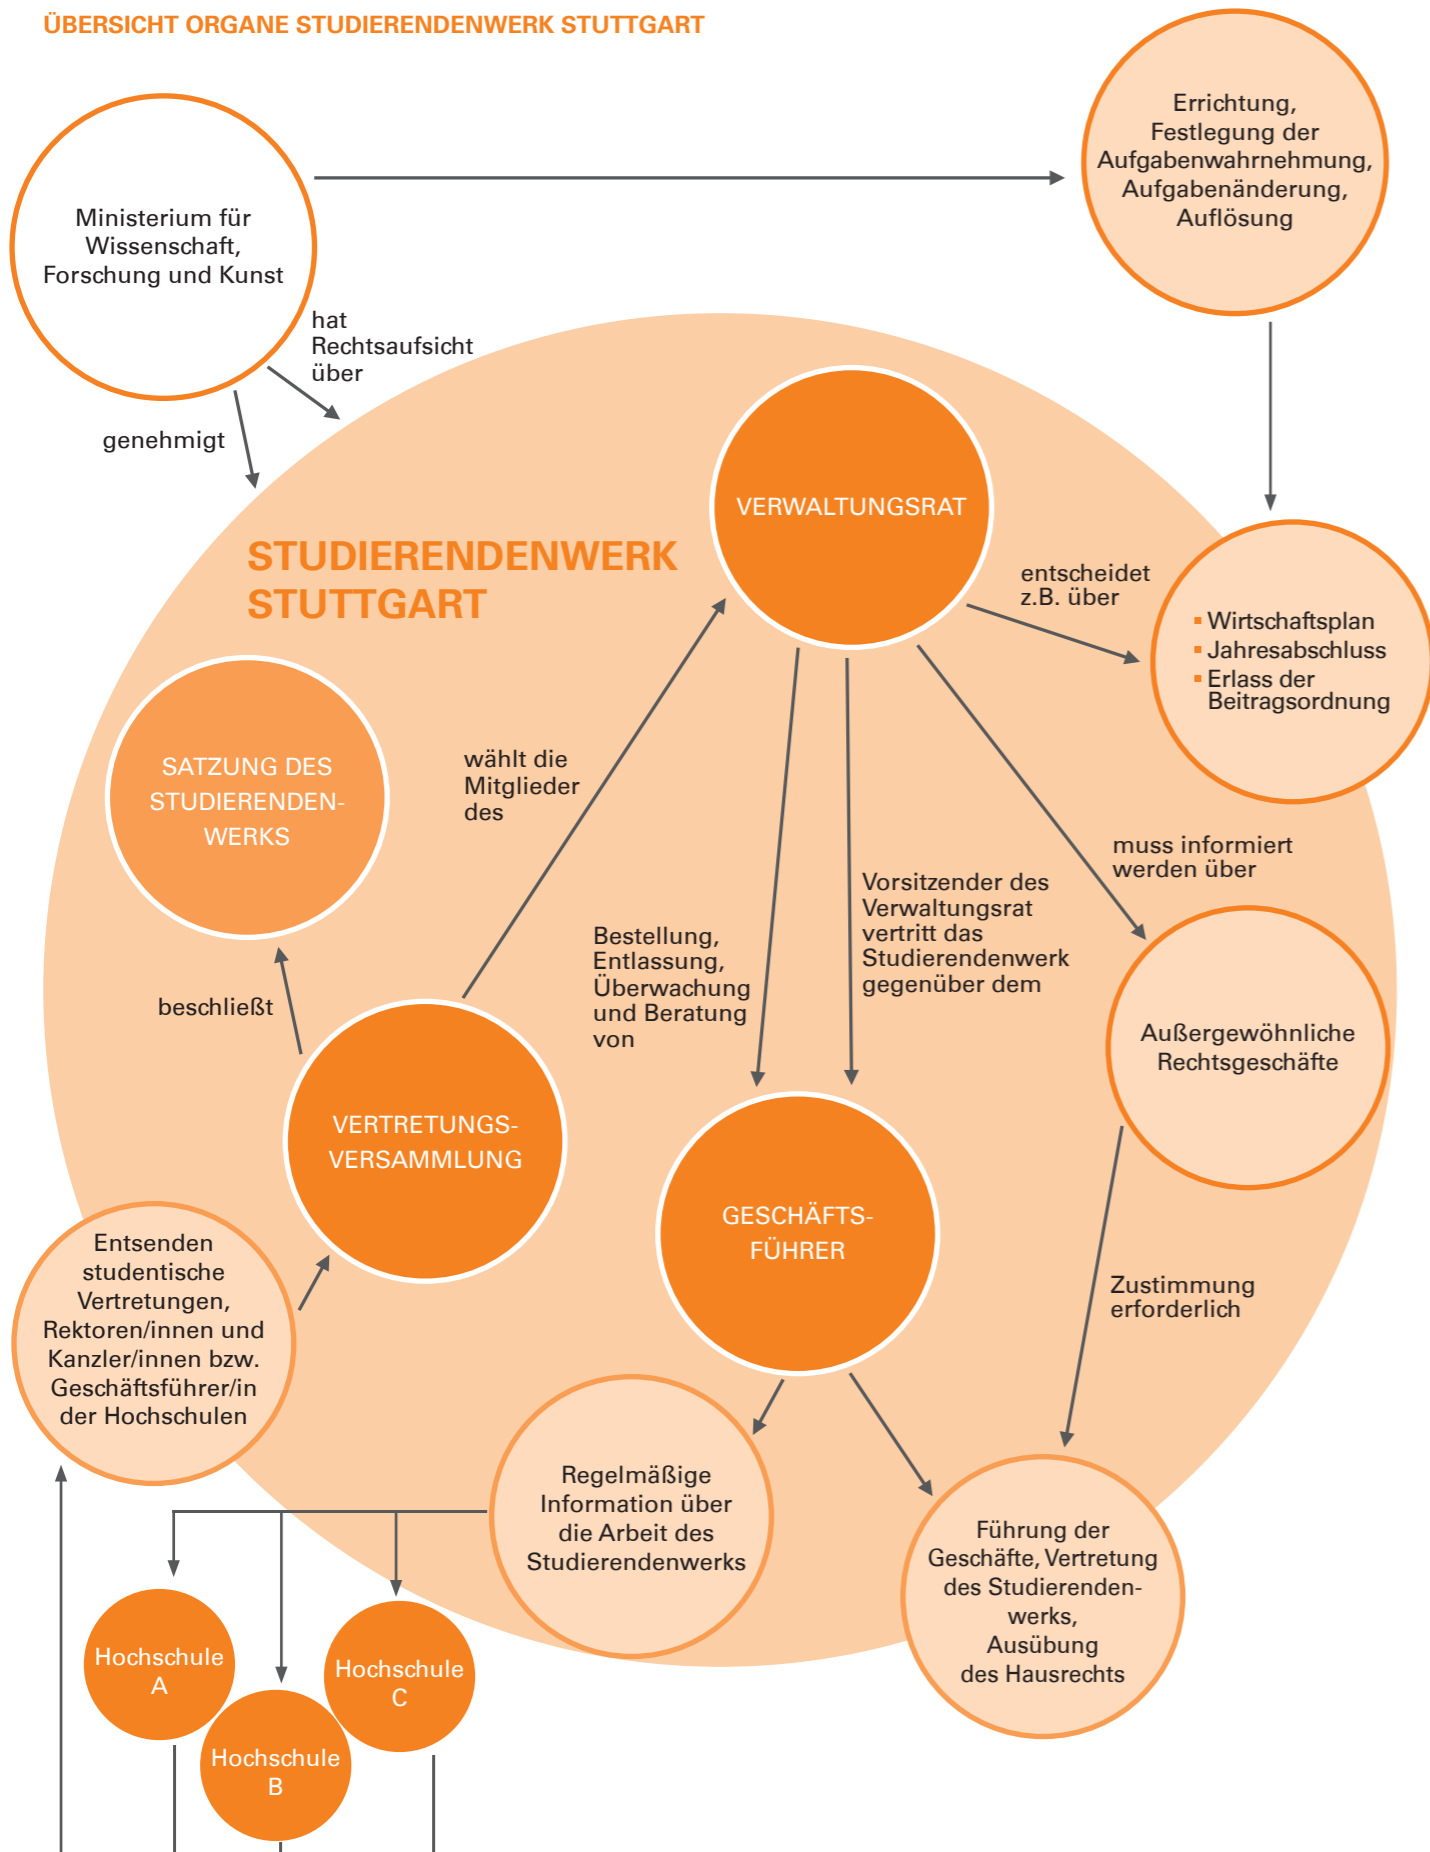 ÜBERSICHT ORGANE STUDIERENDENWERK STUTTGART
Errichtung,
Festlegung der
Aufgabenwahrnehmung,
Aufgabenänderung,
Auflösung
Ministerium für
Wissenschaft,
Forschung und Kunst
hat
Rechtsaufsicht
über
genehmigt
VERWALTUNGSRAT
STUDIERENDENWERK
STUTTGART
entscheidet
z.B. über
▪ Wirtschaftsplan
▪ Jahresabschluss
▪ Erlass der
Beitragsordnung
SATZUNG DES
STUDIERENDEN-
WERKS
wählt die
Mitglieder
des
muss informiert
werden über
Vorsitzender des
Verwaltungsrat
vertritt das
Studierendenwerk
gegenüber dem
Bestellung,
Entlassung,
Überwachung
und Beratung
von
beschließt
Außergewöhnliche
Rechtsgeschäfte
VERTRETUNGS-
VERSAMMLUNG
GESCHÄFTS-
FÜHRER
Entsenden
studentische
Vertretungen,
Rektoren/innen und
Kanzler/innen bzw.
Geschäftsführer/in
der Hochschulen
Zustimmung
erforderlich
Regelmäßige
Information über
die Arbeit des
Studierendenwerks
Führung der
Geschäfte, Vertretung
des Studierenden-
werks,
Ausübung
des Hausrechts
Hochschule
A
Hochschule
C
Hochschule
B